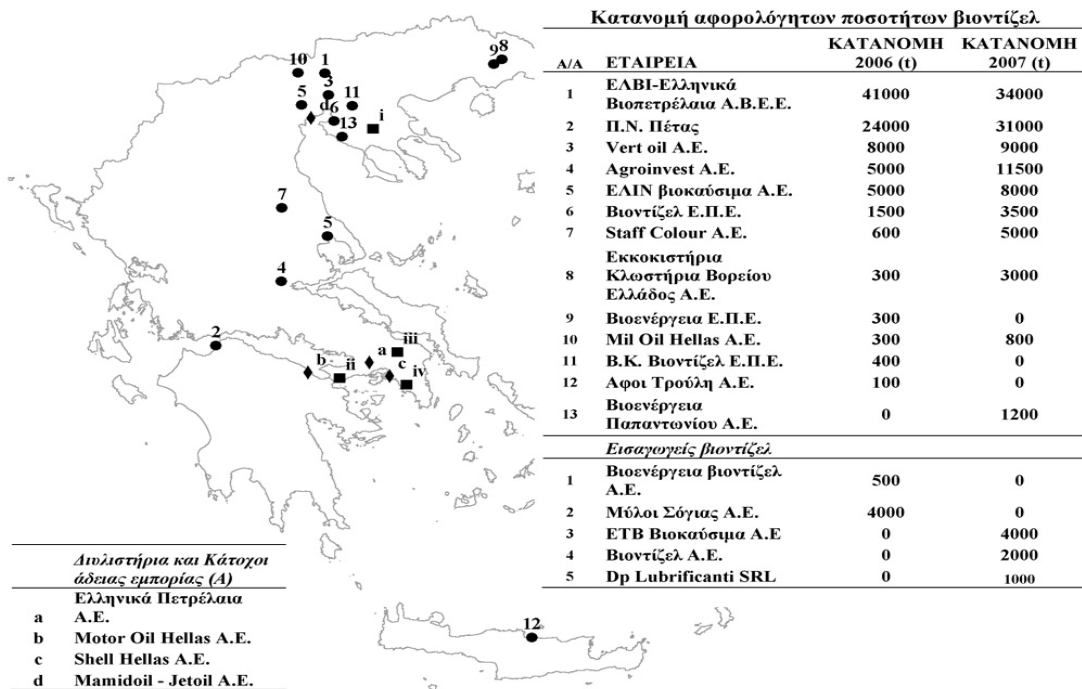 Κατανομή αφορολόγητων ποσοτήτων βιοντίζελ
Α/Α ΕΤΑΙΡΕΙΑ ΚΑΤΑΝΟΜΗ 2006 (t) ΚΑΤΑΝΟΜΗ 2007 (t)
1 ΕΛΒΙ-Ελληνικά
Βιοπετρέλαια Α.Β.Ε.Ε. 41000 34000
2 Π.Ν. Πέτας 24000 31000
3 Vert oil Α.Ε. 8000 9000
4 Agroinvest Α.Ε. 5000 11500
5 ΕΛΙΝ βιοκαύσιμα Α.Ε. 5000 8000
6 Βιοντίζελ Ε.Π.Ε. 1500 3500
7 Staff Colour Α.Ε. 600 5000
Εκκοκιστήρια
8 Κλωστήρια Βορείου 300 3000
Ελλάδος Α.Ε.
9 Βιοενέργεια Ε.Π.Ε. 300 0
10 Mil Oil Hellas Α.Ε. 300 800
11 Β.Κ. Βιοντίζελ Ε.Π.Ε. 400 0
12 Αφοι Τρούλη Α.Ε. 100 0
13 Βιοενέργεια
Παπαντωνίου Α.Ε. 0 1200
Εισαγωγείς βιοντίζελ
1 Βιοενέργεια βιοντίζελ
Α.Ε. 500 0
2 Μύλοι Σόγιας Α.Ε. 4000 0
3 ΕΤΒ Βιοκαύσιμα Α.Ε 0 4000
4 Βιοντίζελ Α.Ε. 0 2000
5 Dp Lubrificanti SRL 0 1000
10 1
9 8
3
5 d 11
6 i
13
7
5
4
2
iii
a
b ii c iv
12
Διυλιστήρια και Κάτοχοι
άδειας εμπορίας (Α)
Ελληνικά Πετρέλαια
a Α.Ε.
b Motor Oil Hellas Α.Ε.
c Shell Hellas Α.Ε.
d Mamidoil - Jetoil Α.Ε.